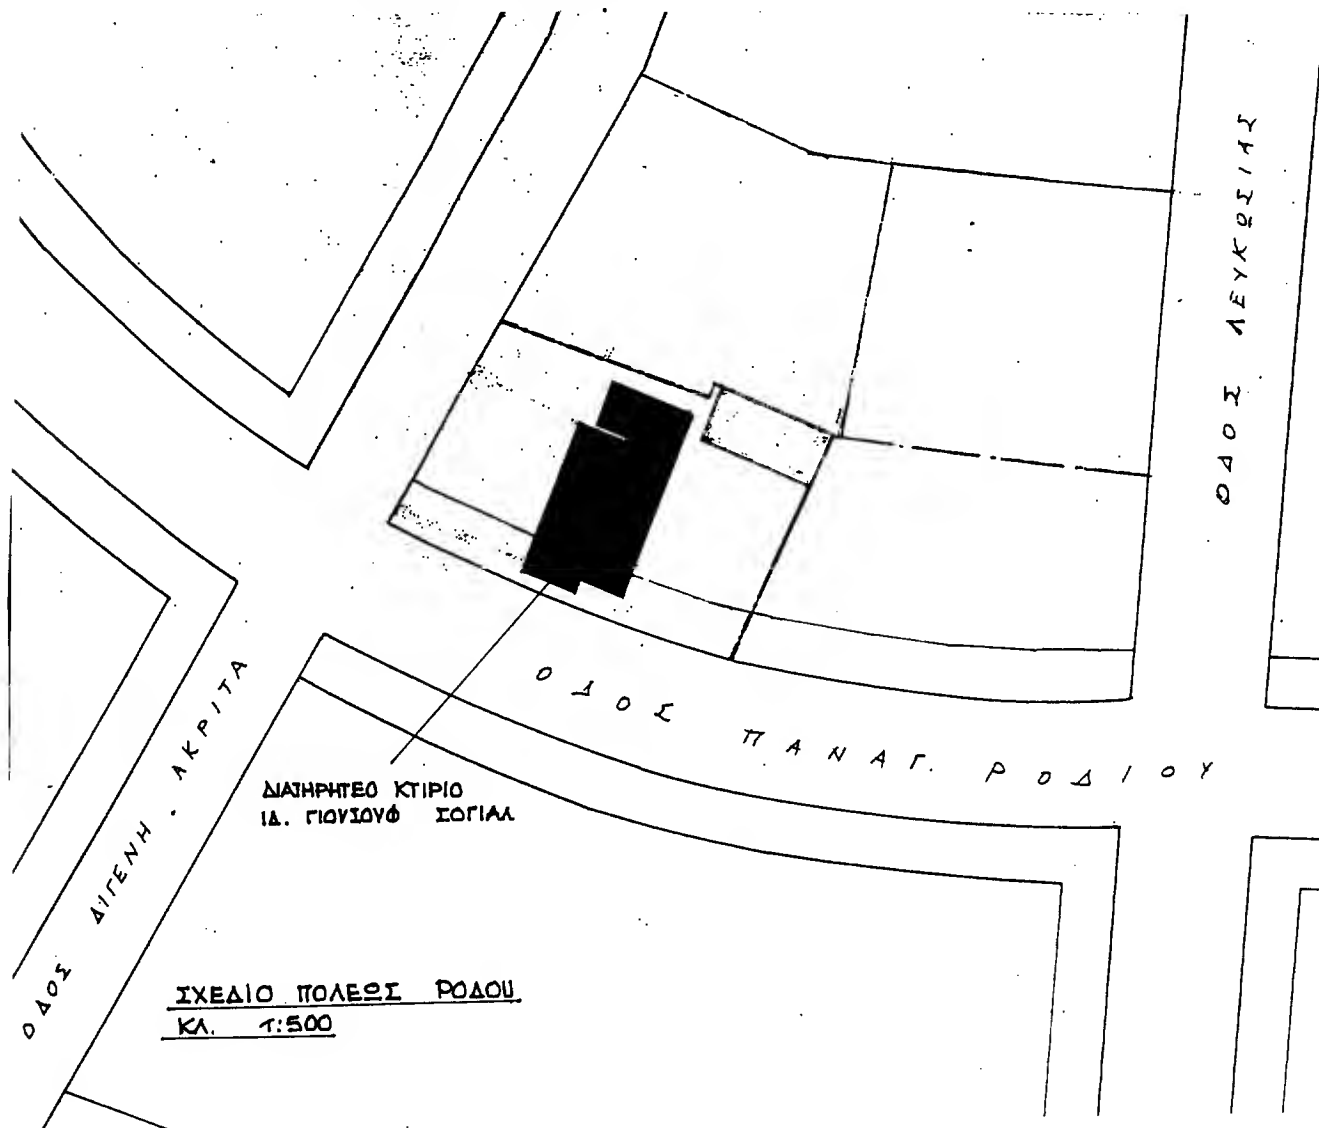 ΟΔΟΣ ΛΕΥΚΩΣΙΑΣ
ΟΔΟΣ ΠΑΝΑΓ. ΡΟΔΙΟΥ
ΟΔΟΣ ΔΙΓΕΝΗ . ΑΚΡΙΤΑ
ΔΙΑΤΗΡΗΤΕΟ ΚΤΙΡΙΟ
ΙΔ. ΓΙΟΥΣΟΥΦ ΣΟΓΙΑΛ
ΣΧΕΔΙΟ ΠΟΛΕΩΣ ΡΟΔΟΥ
ΚΛ. 1:500